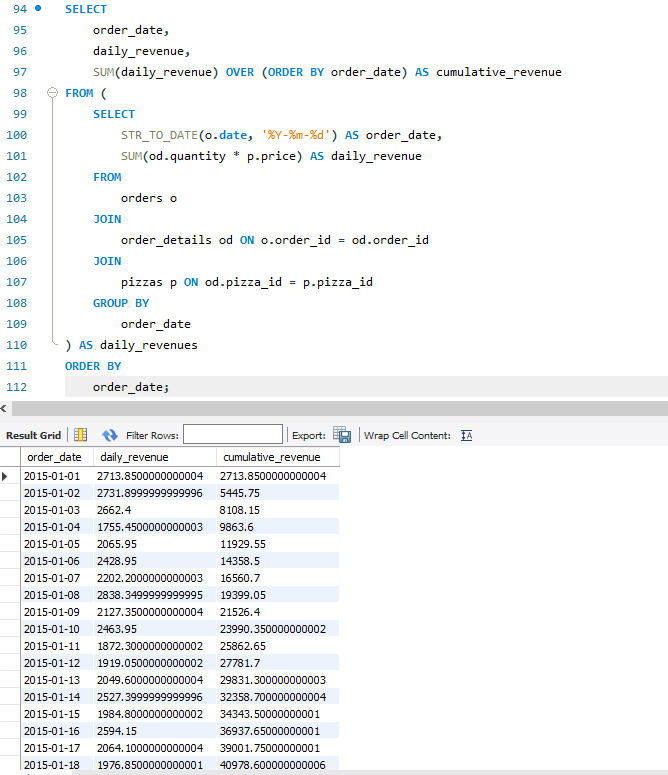 94 SELECT
95 order_date,
96 daily_revenue,
97 SUM(daily_revenue) OVER (ORDER BY order_date) AS cumulative_revenue
98 FROM (
99 SELECT
100 STR_TO_DATE(o.date, '%Y-%m-%d') AS order_date,
101 SUM(od.quantity * p.price) AS daily_revenue
102 FROM
103 orders o
104 JOIN
105 order_details od ON o.order_id = od.order_id
106 JOIN
107 pizzas p ON od.pizza_id = p.pizza_id
108 GROUP BY
109 order_date
110 ) AS daily_revenues
111 ORDER BY
112 order_date;
Result Grid Filter Rows: Export: Wrap Cell Content: IA
order_date daily_revenue cumulative_revenue
2015-01-01 2713.8500000000004 2713.8500000000004
2015-01-02 2731.8999999999996 5445.75
2015-01-03 2662.4 8108.15
2015-01-04 1755.4500000000003 9863.6
2015-01-05 2065.95 11929.55
2015-01-06 2428.95 14358.5
2015-01-07 2202.2000000000003 16560.7
2015-01-08 2838.3499999999995 19399.05
2015-01-09 2127.3500000000004 21526.4
2015-01-10 2463.95 23990.350000000002
2015-01-11 1872.3000000000002 25862.65
2015-01-12 1919.0500000000002 27781.7
2015-01-13 2049.6000000000004 29831.300000000003
2015-01-14 2527.3999999999996 32358.700000000004
2015-01-15 1984.8000000000002 34343.50000000001
2015-01-16 2594.15 36937.65000000001
2015-01-17 2064.1000000000004 39001.75000000001
2015-01-18 1976.8500000000001 40978.600000000006